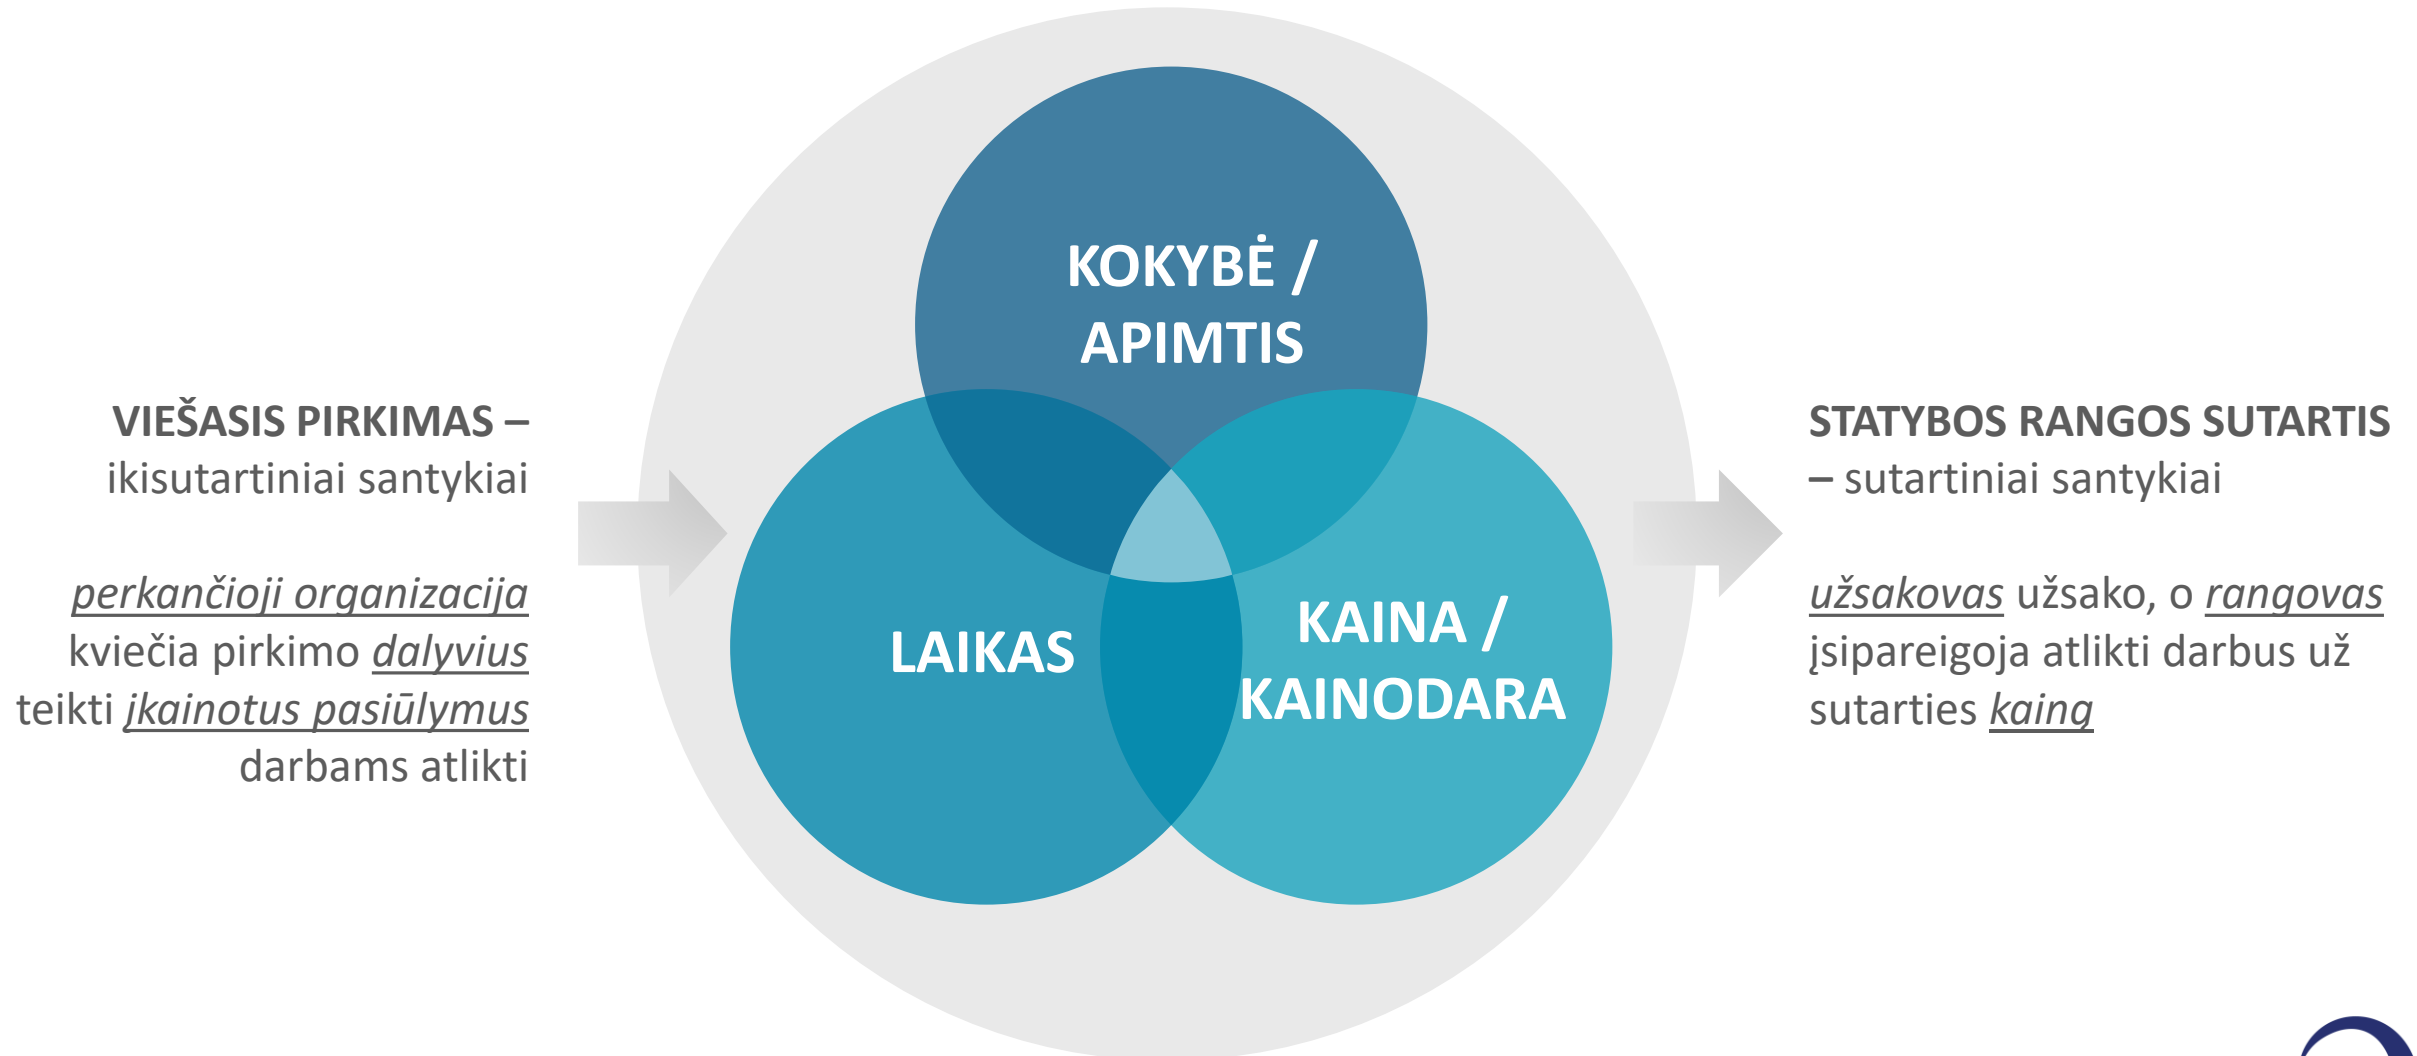 VIEŠASIS PIRKIMAS –
ikisutartiniai santykiai
perkančioji organizacija
kviečia pirkimo dalyvius
teikti įkainotus pasiūlymus
darbams atlikti
KOKYBĖ /
APIMTIS
LAIKAS
KAINA /
KAINODARA
STATYBOS RANGOS SUTARTIS
– sutartiniai santykiai
užsakovas užsako, o rangovas
įsipareigoja atlikti darbus už
sutarties kainą